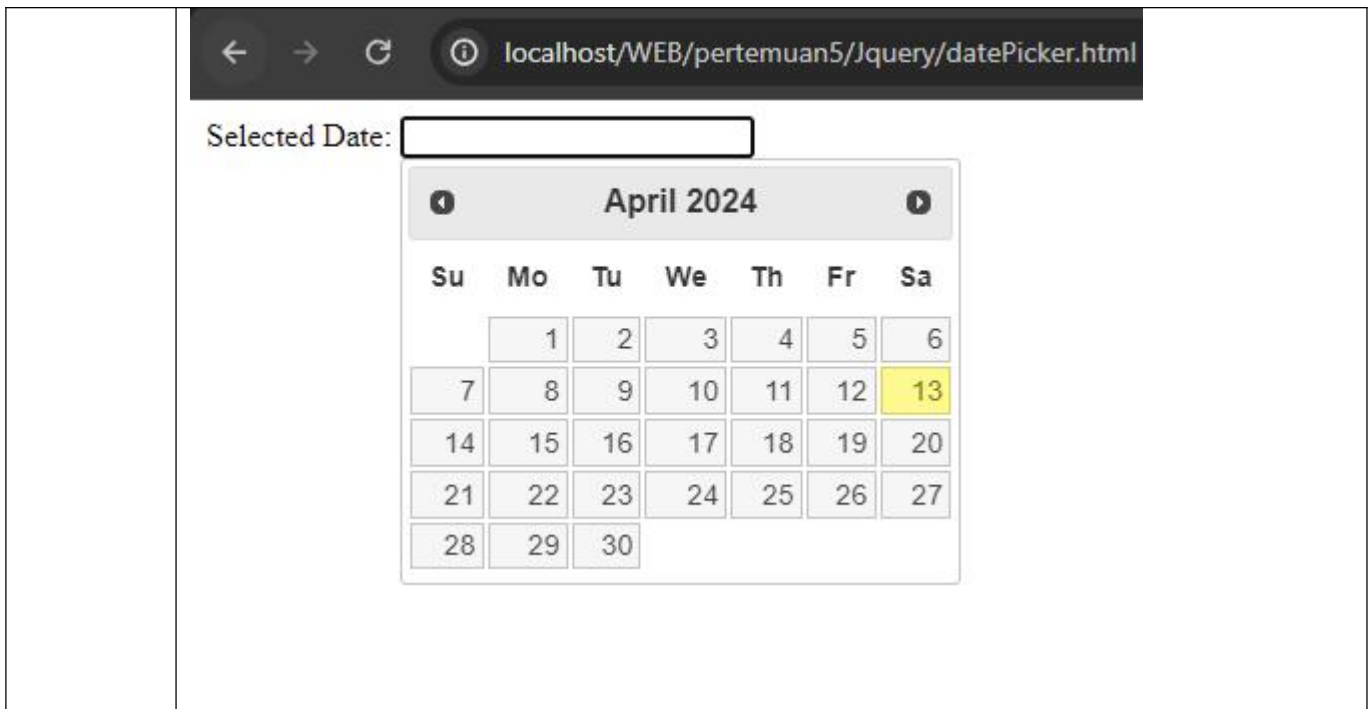 localhost/WEB/pertemuan5/Jquery/datePicker.html
Selected Date:
April 2024
Su Mo Tu We Th Fr Sa
1 2 3 4 5 6
7 8 9 10 11 12 13
14 15 16 17 18 19 20
21 22 23 24 25 26 27
28 29 30